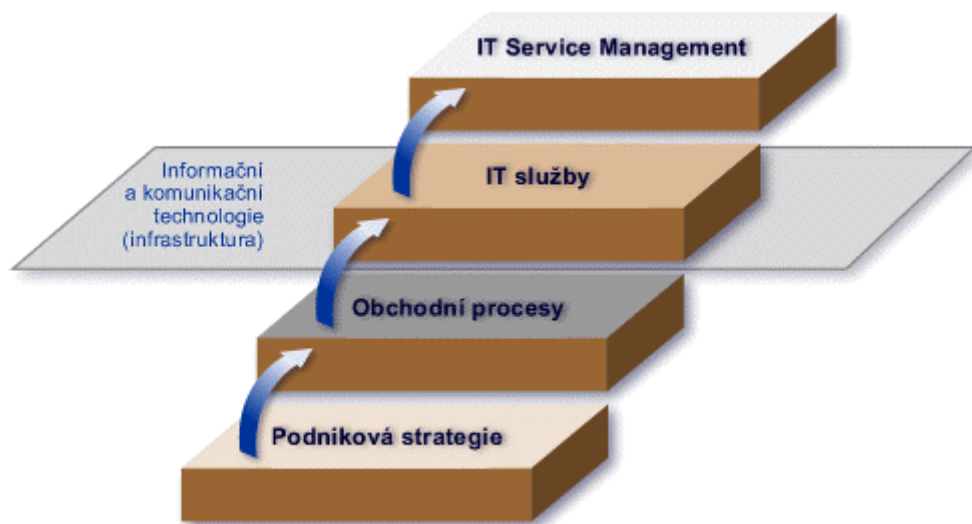 IT Service Management
Informační
a komunikační
technologie
(infrastruktura)
IT služby
Obchodní procesy
Podniková strategie